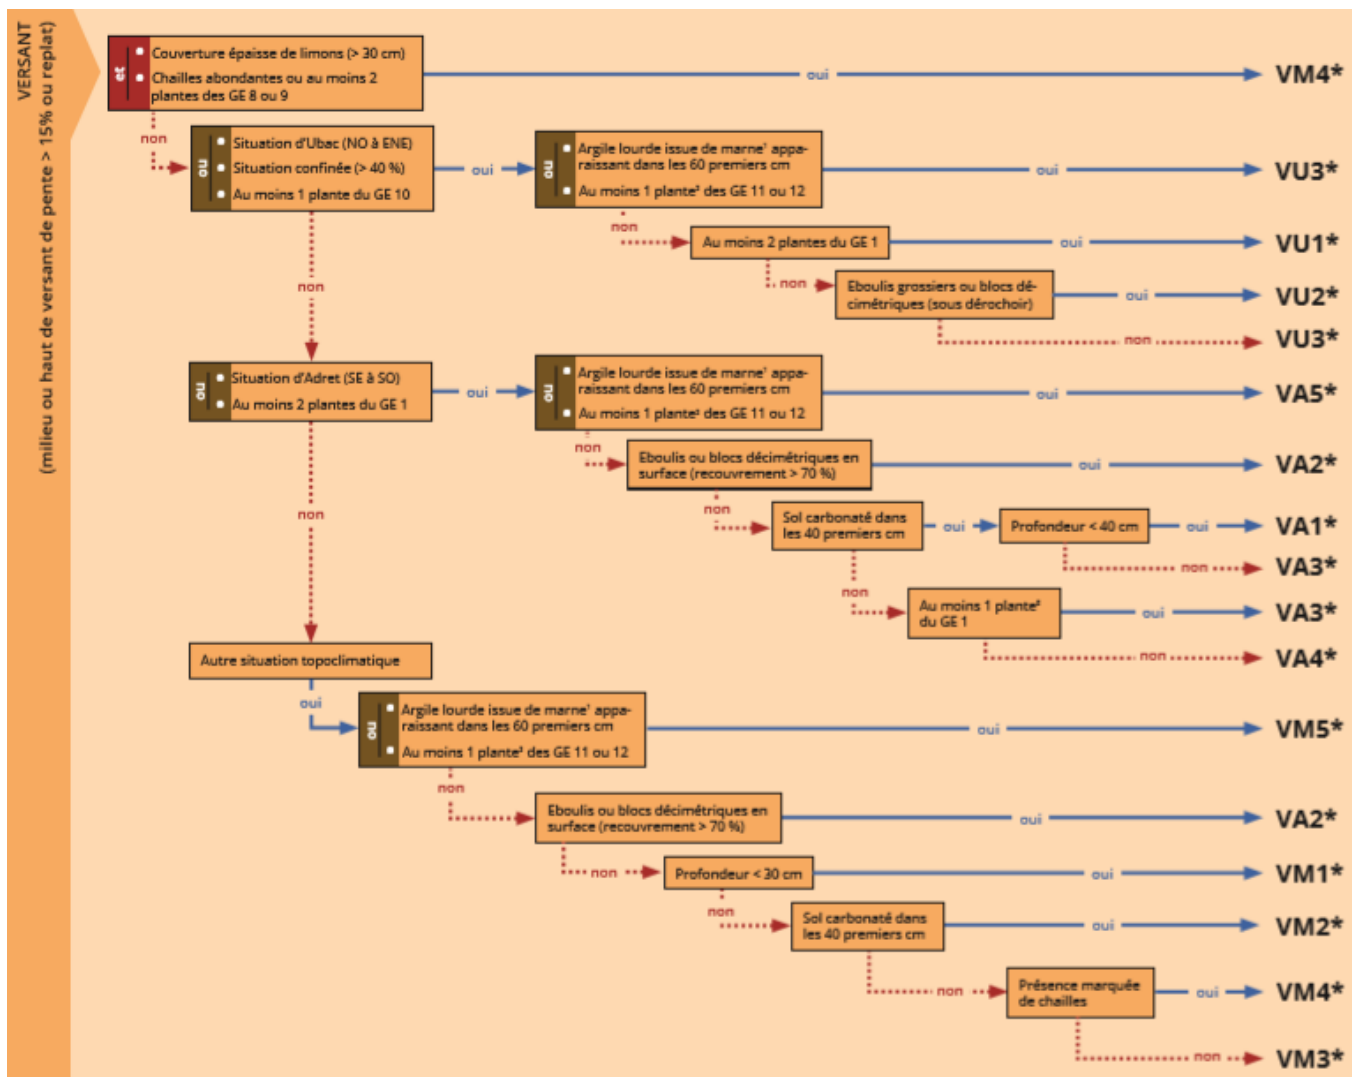 VERSANT
(milieu ou haut de versant de pente > 15% ou replat)
et
Couverture épaisse de limons (> 30 cm)
Chailles abondantes ou au moins 2
plantes des GE 8 ou 9
oui
VM4*
non
ou
Situation d'Ubac (NO à ENE)
Situation confinée (> 40 %)
Au moins 1 plante du GE 10
oui
ou
Argile lourde issue de marne¹ appa-
raissant dans les 60 premiers cm
Au moins 1 plante² des GE 11 ou 12
oui
VU3*
non
Au moins 2 plantes du GE 1
oui
VU1*
non
Eboulis grossiers ou blocs dé-
cimétriques (sous dérochoir)
oui
VU2*
non
VU3*
non
ou
Situation d'Adret (SE à SO)
Au moins 2 plantes du GE 1
oui
ou
Argile lourde issue de marne¹ appa-
raissant dans les 60 premiers cm
Au moins 1 plante² des GE 11 ou 12
oui
VA5*
non
Eboulis ou blocs décimétriques en
surface (recouvrement > 70 %)
oui
VA2*
non
Sol carbonaté dans
les 40 premiers cm
oui
Profondeur < 40 cm
oui
VA1*
non
VA3*
non
Au moins 1 plante²
du GE 1
oui
VA3*
non
VA4*
non
Autre situation topoclimatique
oui
ou
Argile lourde issue de marne¹ appa-
raissant dans les 60 premiers cm
Au moins 1 plante² des GE 11 ou 12
oui
VM5*
non
Eboulis ou blocs décimétriques en
surface (recouvrement > 70 %)
oui
VA2*
non
Profondeur < 30 cm
oui
VM1*
non
Sol carbonaté dans
les 40 premiers cm
oui
VM2*
non
Présence marquée
de chailles
oui
VM4*
non
VM3*